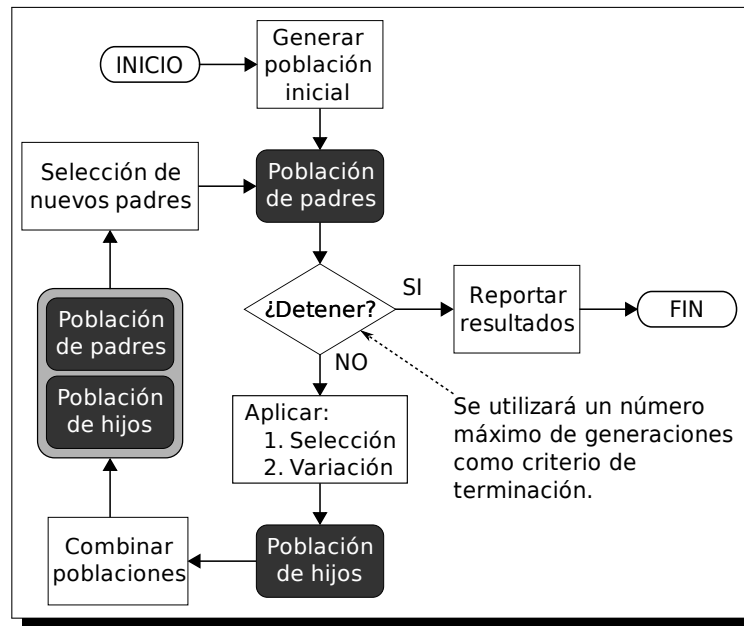 INICIO
Generar
población
inicial
Selección de
nuevos padres
Población
de padres
¿Detener?
SI
Reportar
resultados
FIN
NO
Población
de padres
Población
de hijos
Aplicar:
1. Selección
2. Variación
Se utilizará un número
máximo de generaciones
como criterio de
terminación.
Combinar
poblaciones
Población
de hijos